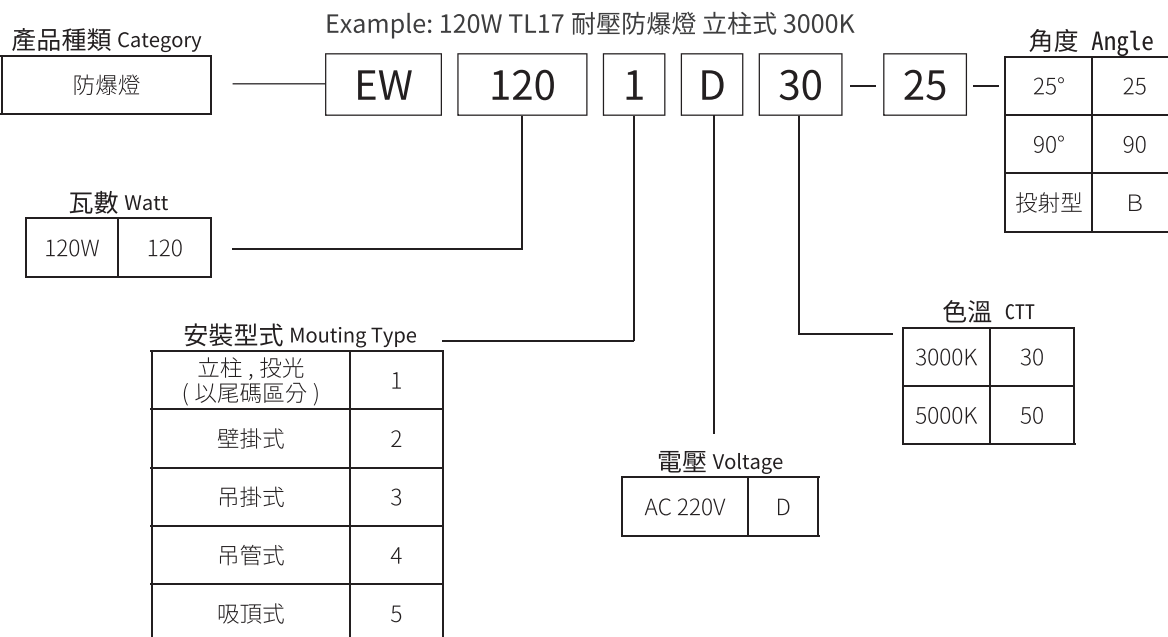 Example: 120W TL17 耐壓防爆燈 立柱式 3000K
產品種類 Category
防爆燈
EW 120 1 D 30 — 25
角度 Angle
25° 25
90° 90
投射型 B
瓦數 Watt
120W 120
安裝型式 Mouting Type
立柱 , 投光
( 以尾碼區分 )
1
壁掛式 2
吊掛式 3
吊管式 4
吸頂式 5
電壓 Voltage
AC 220V D
色溫 CTT
3000K 30
5000K 50